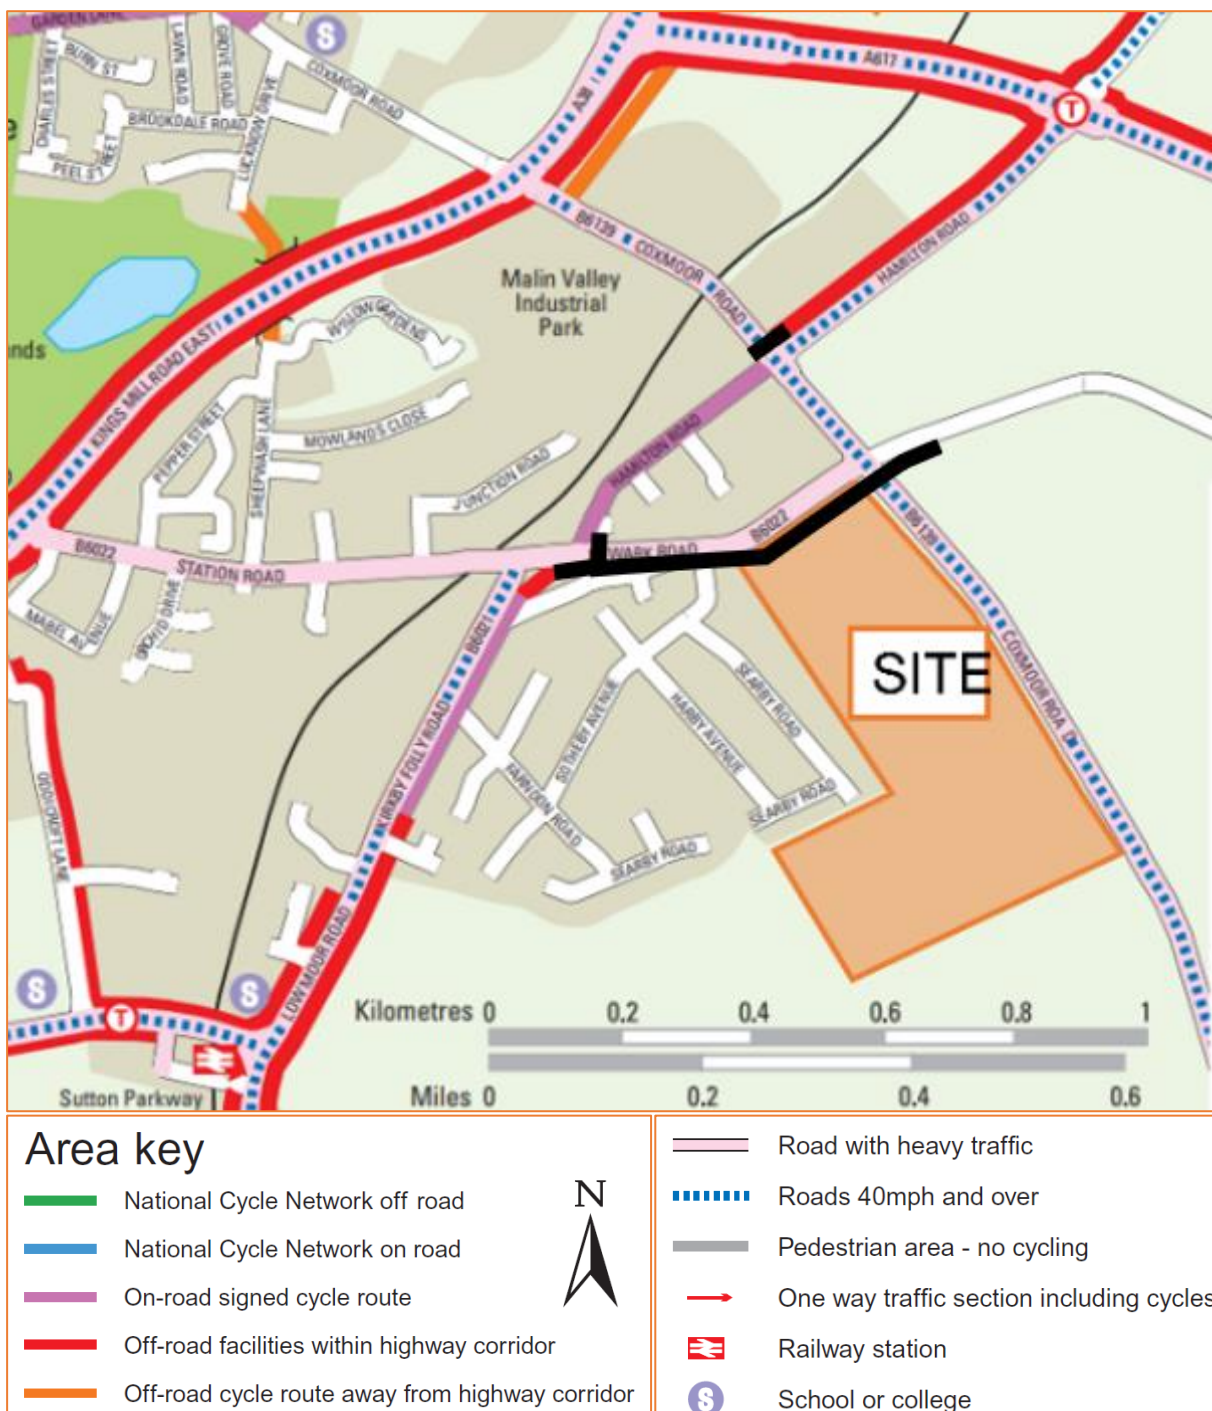 GARDEN LANE
S
CHARLES STREET
BURN ST
LAWN ROAD
GROVE ROAD
LUCKNOW DRIVE
COXMOOR ROAD
BROOKDALE ROAD
PEEL ST
A38
A617
T
B6139
COXMOOR
ROAD
HAMILTON ROAD
Malin Valley
Industrial
Park
nds
KINGS MILL ROAD EAST
WILLOW GARDENS
PEPPER STREET
SHEEPWASH LANE
MOWLANDS CLOSE
HAMILTON ROAD
B6022
STATION ROAD
WARK ROAD
B6022
B6139
MABEL AVENUE
ORCHID DRIVE
B6021
SITE
COXMOOR ROAD
SEARBY ROAD
HARBY AVENUE
SOTHEBY AVENUE
KIRKBY FOLLY ROAD
FARNDON ROAD
SEARBY ROAD
SEARBY ROAD
ODDICROFT LANE
LOW MOOR ROAD
S
S
T
Kilometres 0 0.2 0.4 0.6 0.8 1
Sutton Parkway
Miles 0 0.2 0.4 0.6
Area key
National Cycle Network off road
National Cycle Network on road
On-road signed cycle route
Off-road facilities within highway corridor
Off-road cycle route away from highway corridor
N
Road with heavy traffic
Roads 40mph and over
Pedestrian area - no cycling
One way traffic section including cycles
Railway station
S School or college